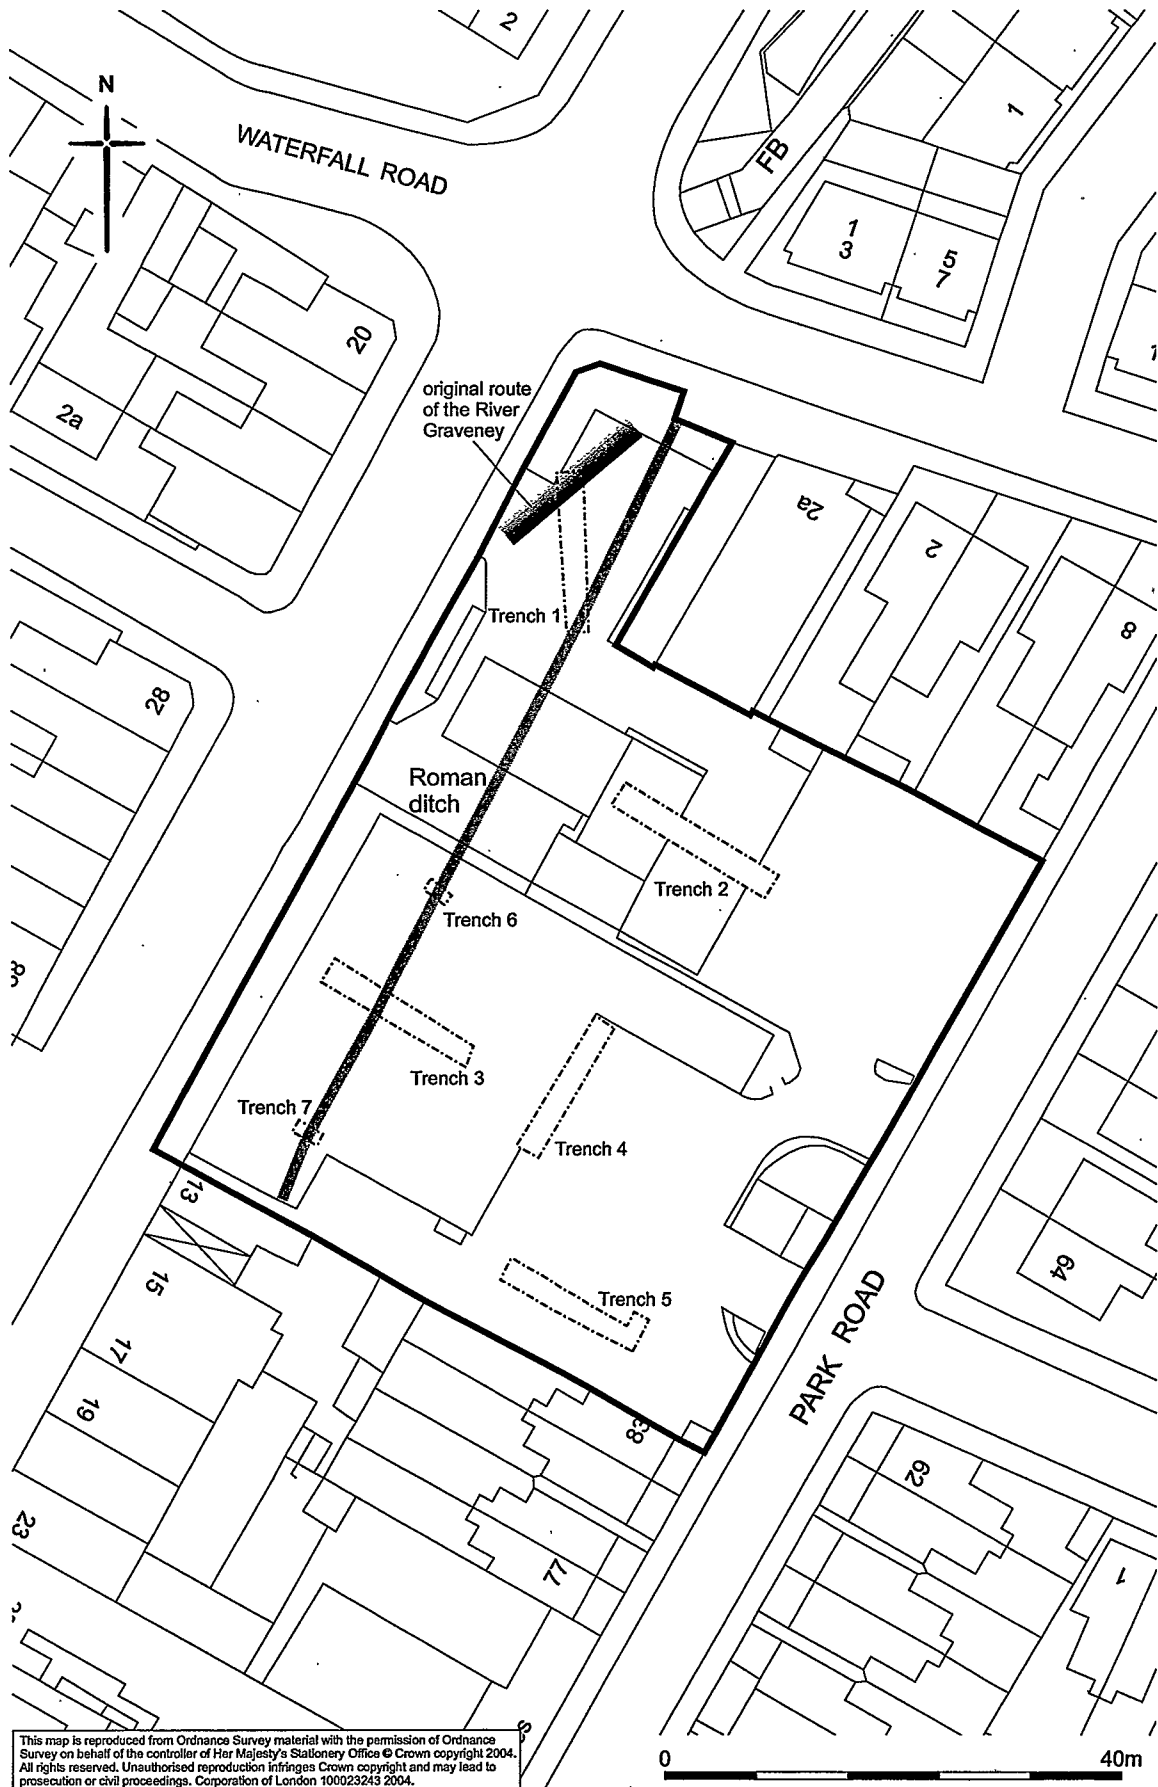 2
N
WATERFALL ROAD
FB
1
1
3
5
7
1
20
2a
original route
of the River
Graveney
2a
2
8
Trench 1
28
Roman
ditch
Trench 2
Trench 6
Trench 3
Trench 7
Trench 4
13
15
64
Trench 5
17
PARK ROAD
19
83
62
23
77
1
This map is reproduced from Ordnance Survey material with the permission of Ordnance
Survey on behalf of the controller of Her Majesty's Stationery Office © Crown copyright 2004.
All rights reserved. Unauthorised reproduction infringes Crown copyright and may lead to
prosecution or civil proceedings. Corporation of London 100023243 2004.
0
40m